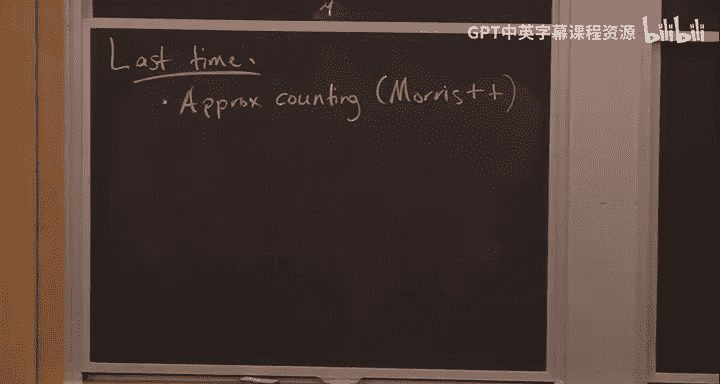 GPT中英字幕课程资源 bilibili
Last time.
· Approx counting (Morris++)